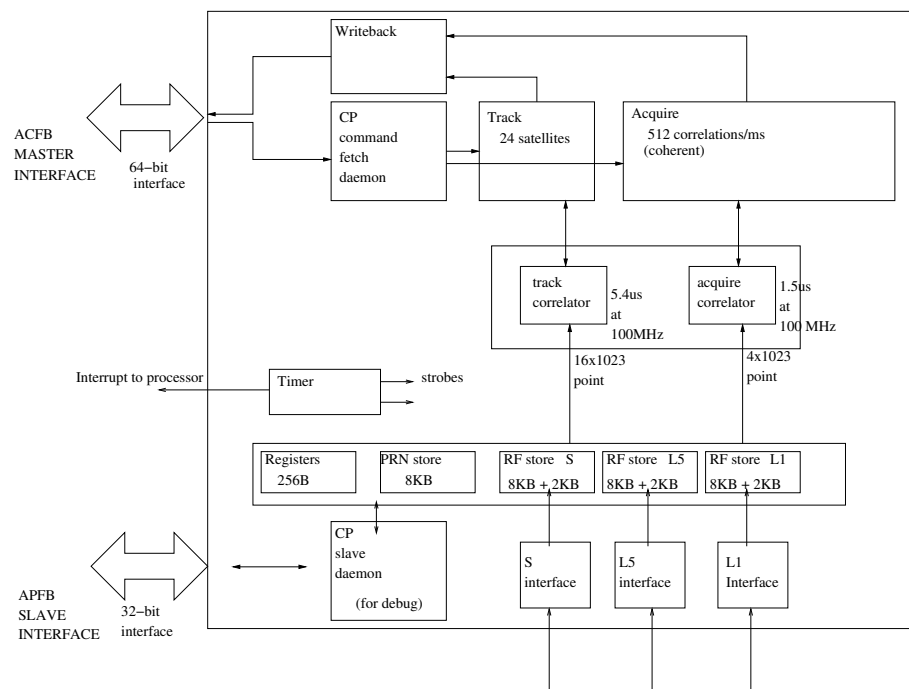 Writeback
ACFB
MASTER
INTERFACE
64−bit
interface
CP
command
fetch
daemon
Track
24 satellites
Acquire
512 correlations/ms
(coherent)
track
correlator
5.4us
at
100MHz
acquire
correlator
1.5us
at
100 MHz
16x1023
point
4x1023
point
Interrupt to processor
Timer
strobes
Registers
256B
PRN store
8KB
RF store S
8KB + 2KB
RF store L5
8KB + 2KB
RF store L1
8KB + 2KB
CP
slave
daemon
(for debug)
S
interface
L5
interface
L1
Interface
APFB
SLAVE
INTERFACE
32−bit
interface